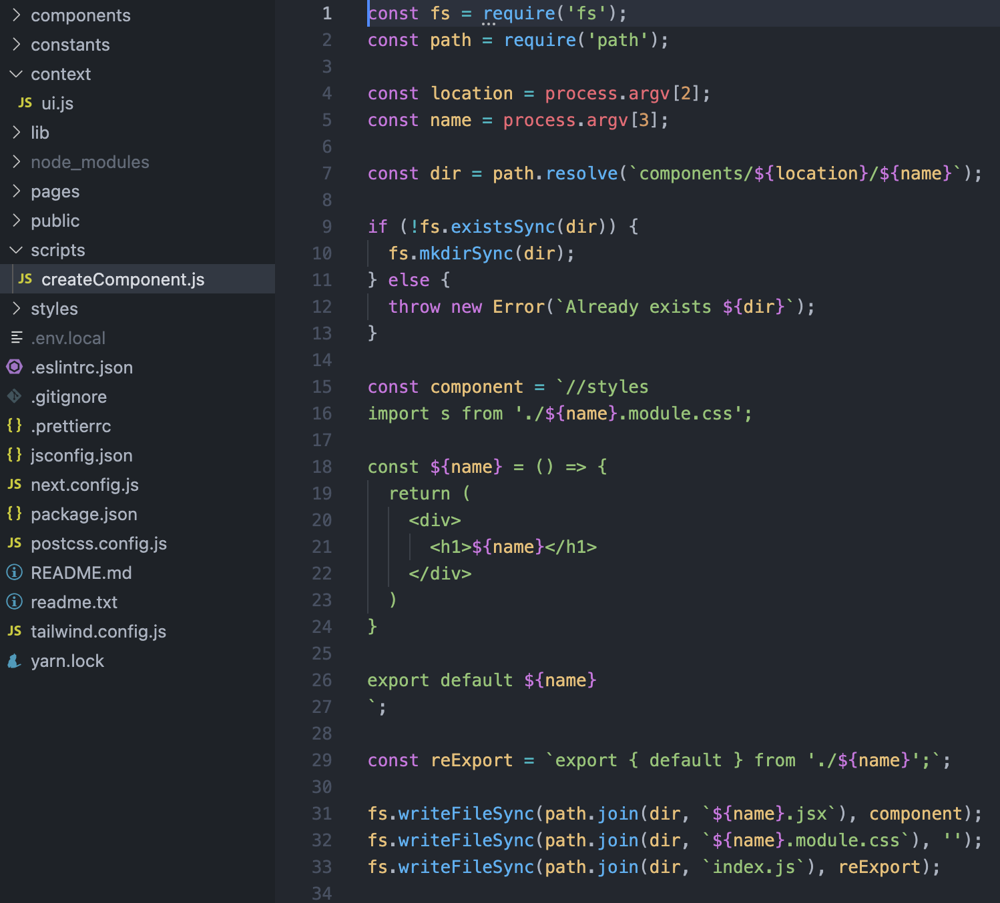 components
constants
context
JS ui.js
lib
node_modules
pages
public
scripts
JS createComponent.js
styles
.env.local
.eslintrc.json
.gitignore
{} .prettierrc
{} jsconfig.json
JS next.config.js
{} package.json
JS postcss.config.js
README.md
readme.txt
JS tailwind.config.js
yarn.lock
1 const fs = require('fs');
2 const path = require('path');
3
4 const location = process.argv[2];
5 const name = process.argv[3];
6
7 const dir = path.resolve(`components/${location}/${name}`);
8
9 if (!fs.existsSync(dir)) {
10   fs.mkdirSync(dir);
11 } else {
12   throw new Error(`Already exists ${dir}`);
13 }
14
15 const component = `//styles
16 import s from './${name}.module.css';
17
18 const ${name} = () => {
19   return (
20     <div>
21       <h1>${name}</h1>
22     </div>
23   )
24 }
25
26 export default ${name}
27 `;
28
29 const reExport = `export { default } from './${name}';`;
30
31 fs.writeFileSync(path.join(dir, `${name}.jsx`), component);
32 fs.writeFileSync(path.join(dir, `${name}.module.css`), '');
33 fs.writeFileSync(path.join(dir, `index.js`), reExport);
34